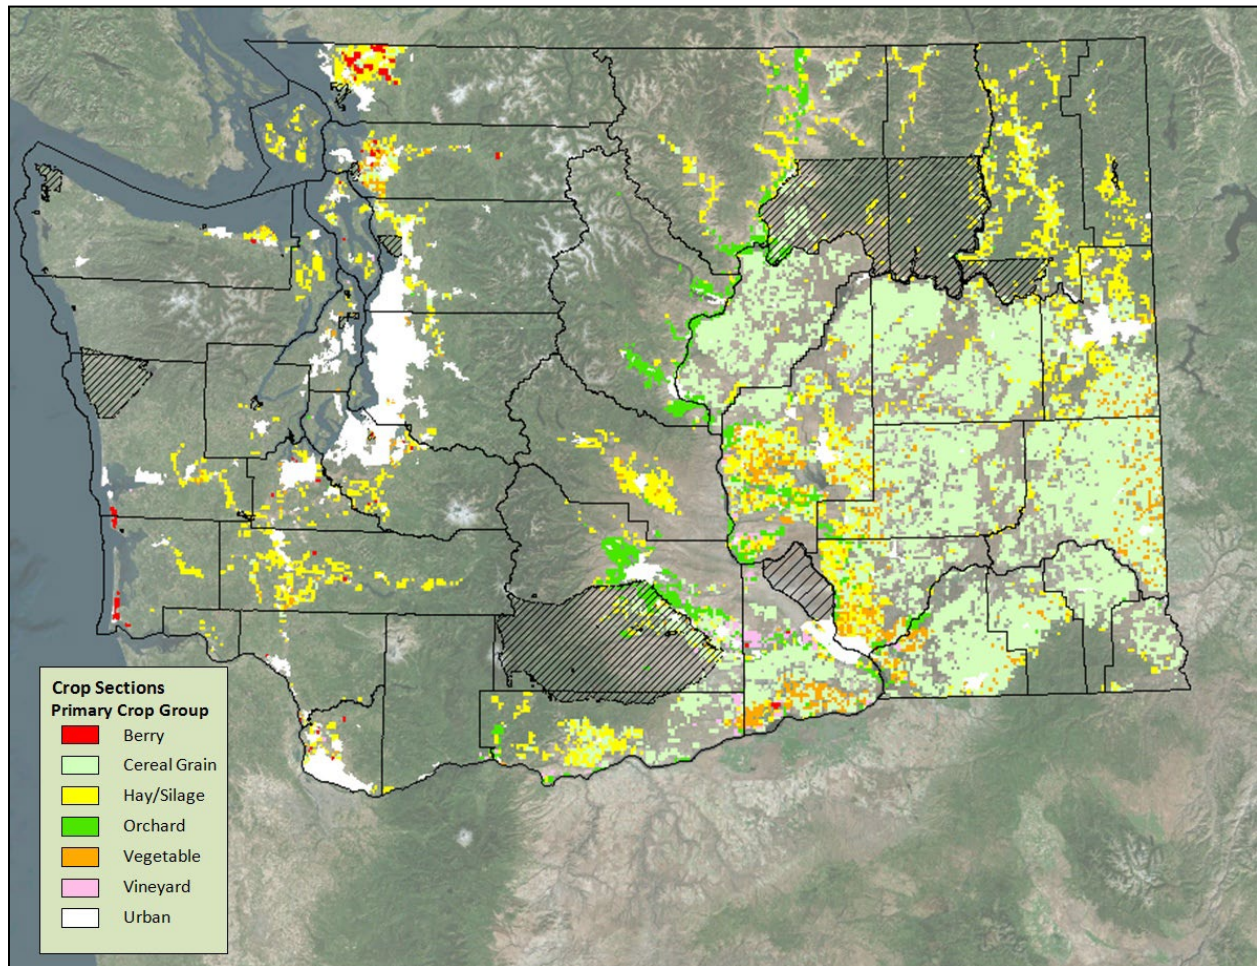 Crop Sections
Primary Crop Group
Berry
Cereal Grain
Hay/Silage
Orchard
Vegetable
Vineyard
Urban